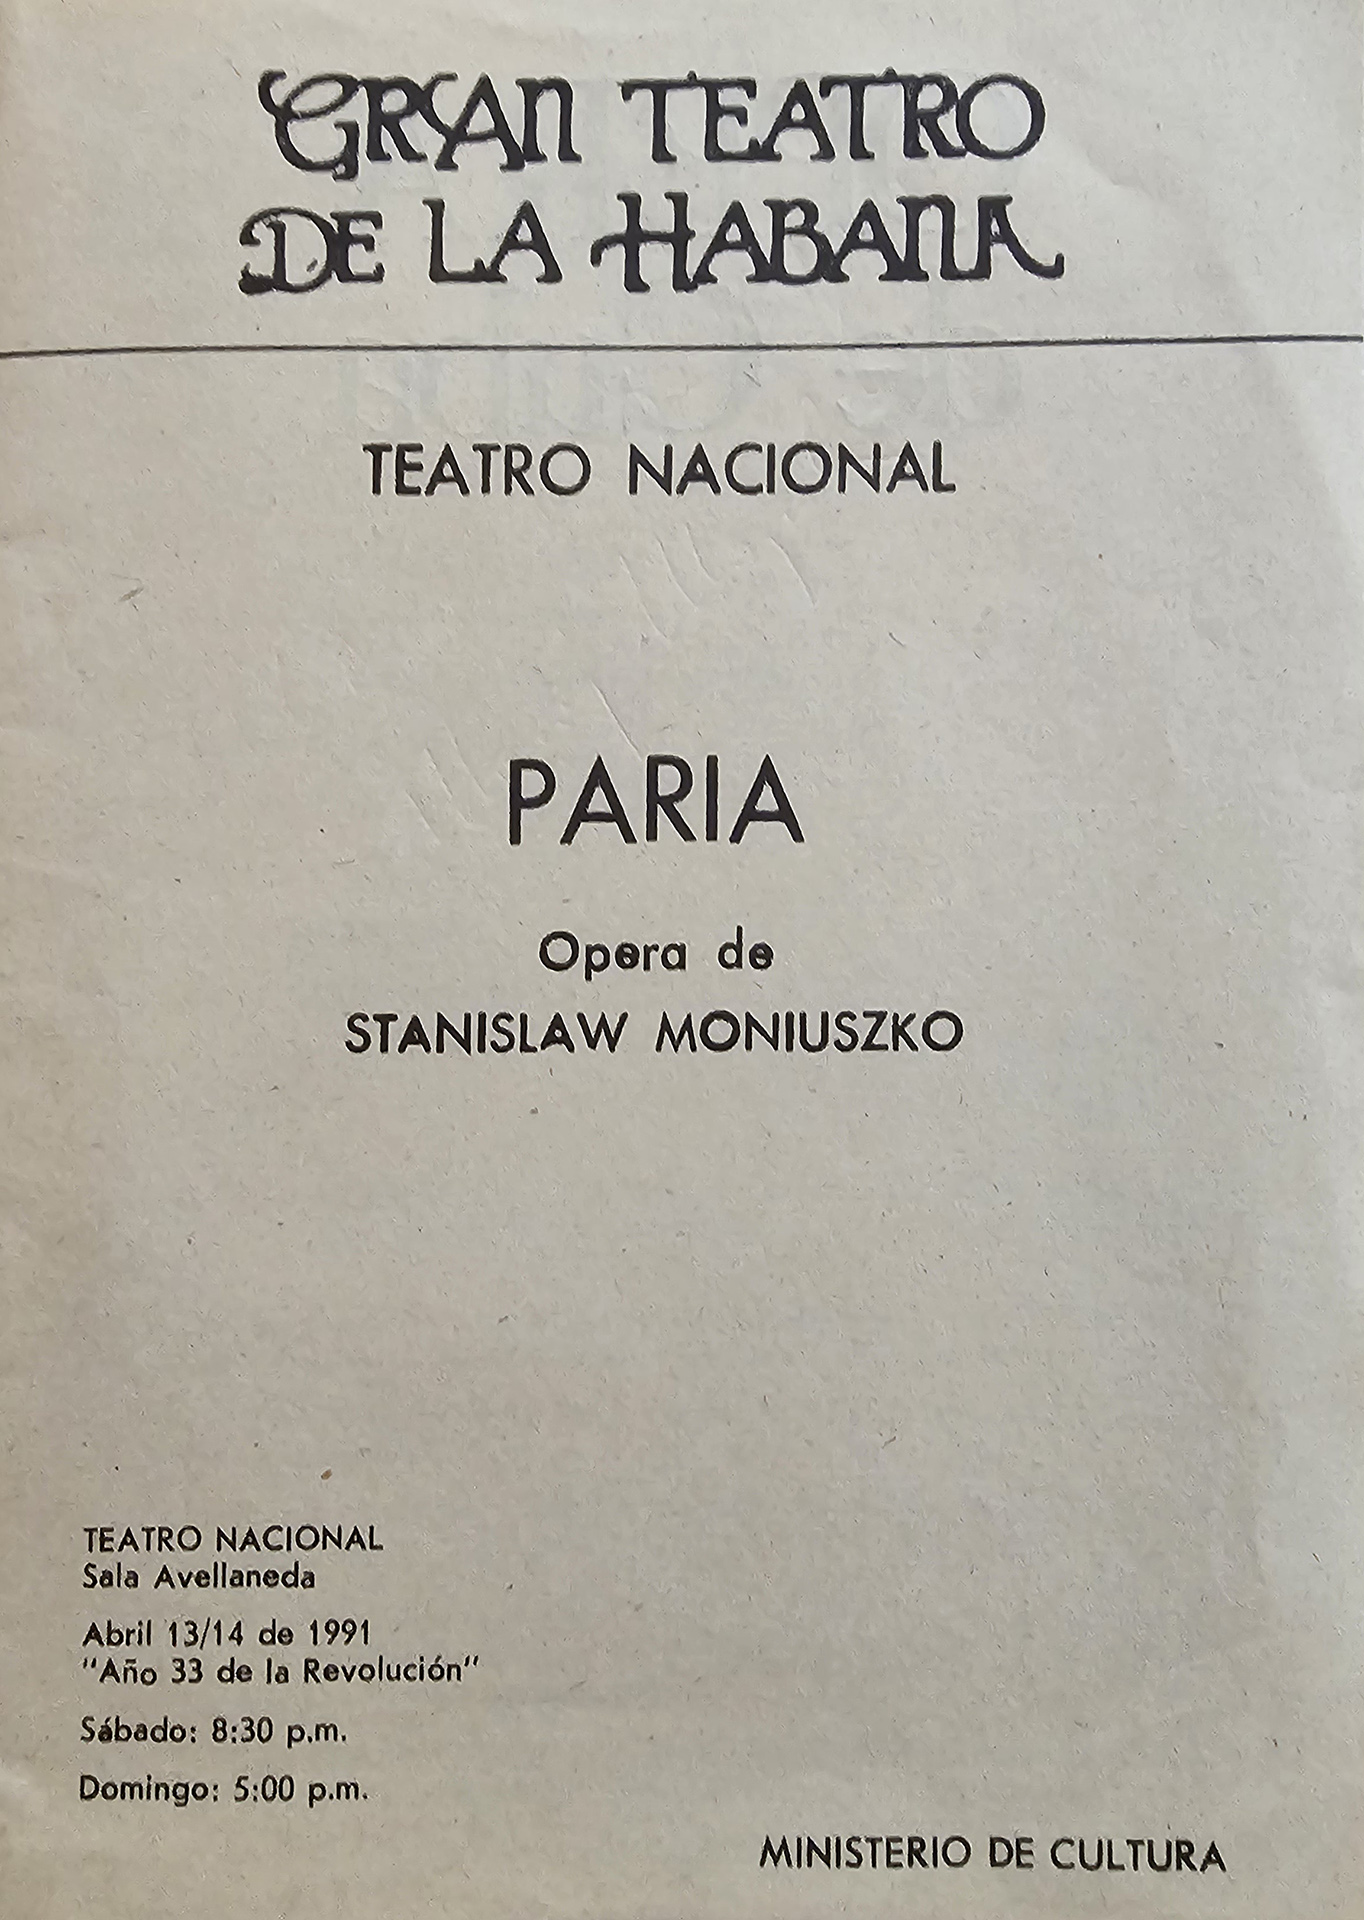 GRAN TEATRO
DE LA HABANA
TEATRO NACIONAL
PARIA
Opera de
STANISLAW MONIUSZKO
TEATRO NACIONAL
Sala Avellaneda
Abril 13/14 de 1991
"Año 33 de la Revolución"
Sábado: 8:30 p.m.
Domingo: 5:00 p.m.
MINISTERIO DE CULTURA